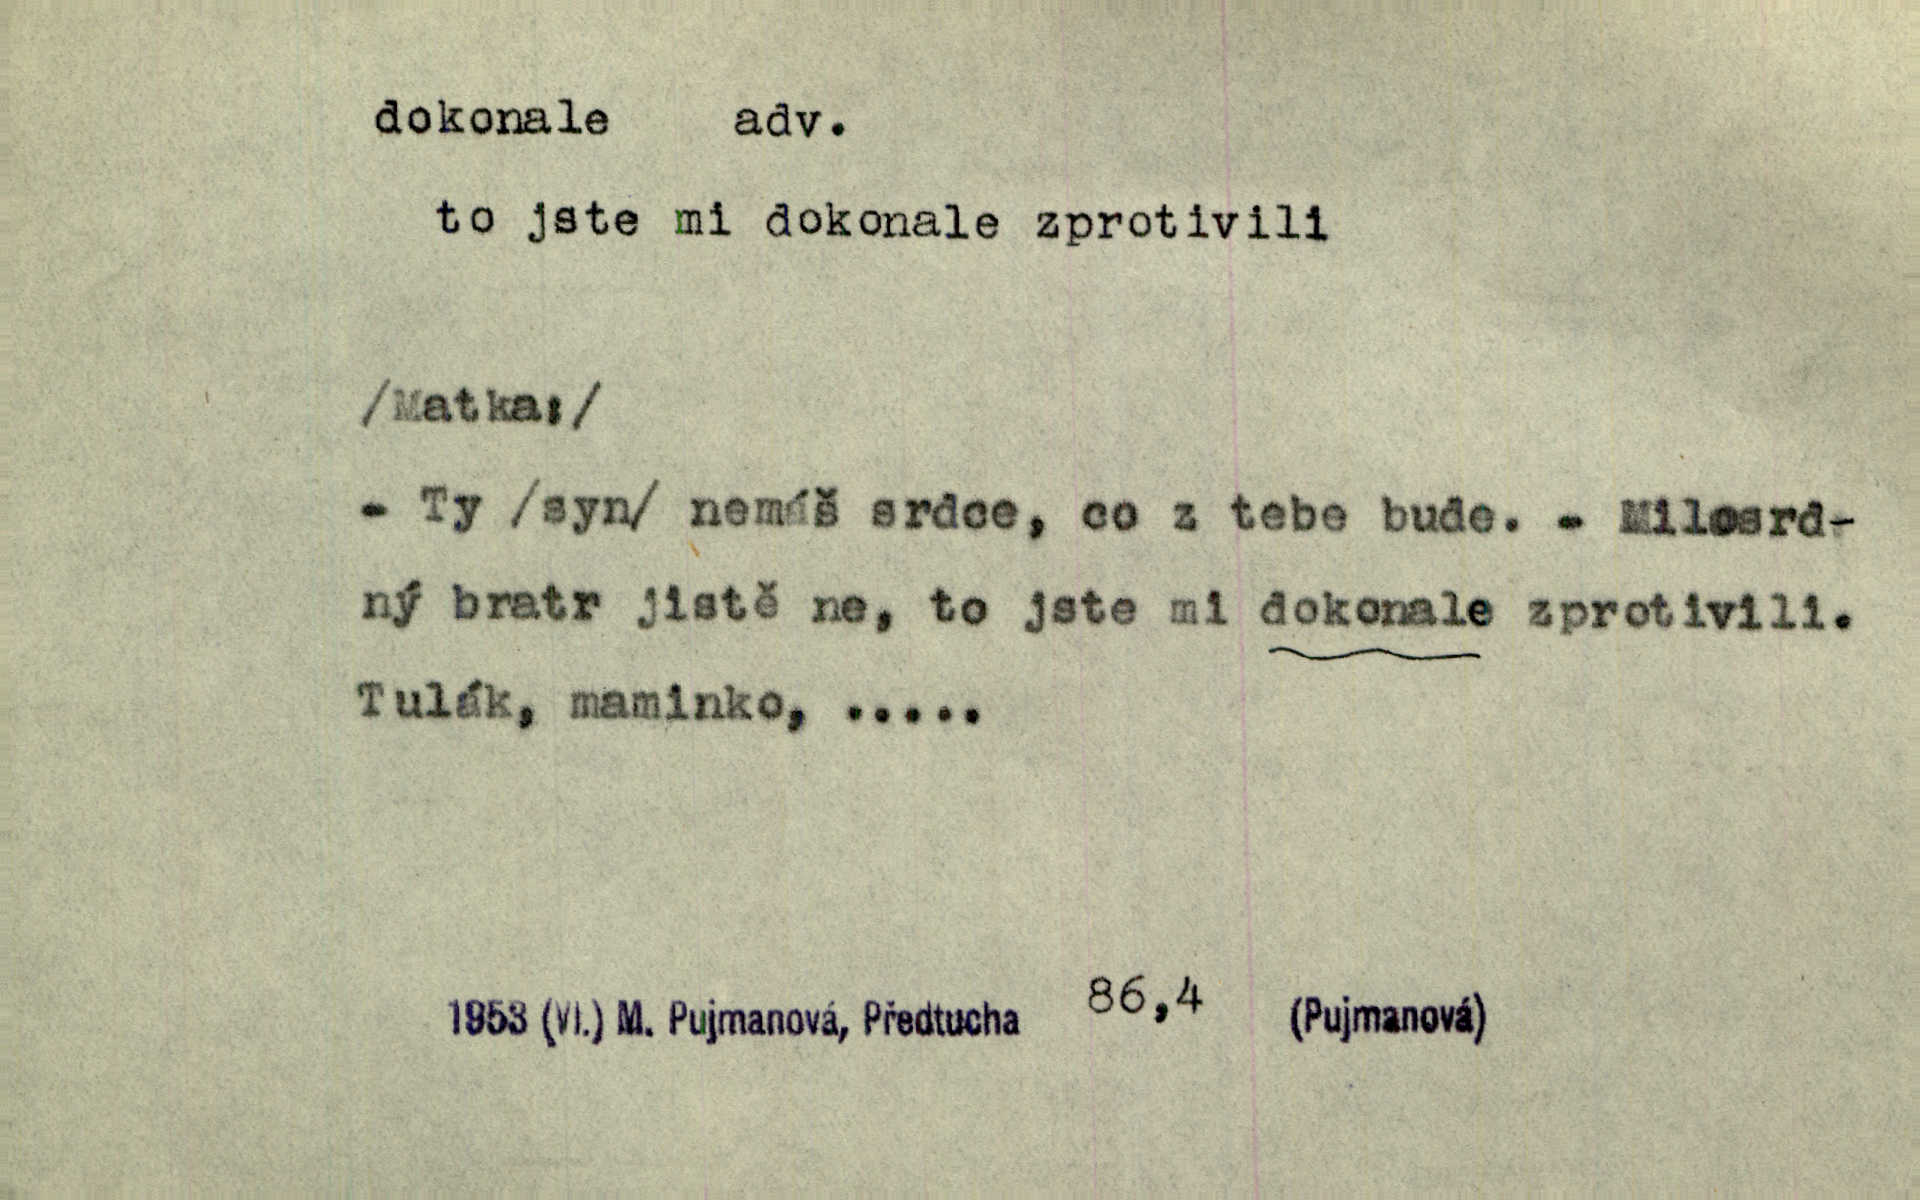 dokonale adv.
to jste mi dokonale zprotivili
/Matka:/
- Ty /syn/ nemáš srdce, co z tebe bude. - Milosrd-
ný bratr jistě ne, to jste mi dokonale zprotivili.
Tulák, maminko, .....
1953 (VI.) M. Pujmanová, Předtucha 86,4 (Pujmanová)